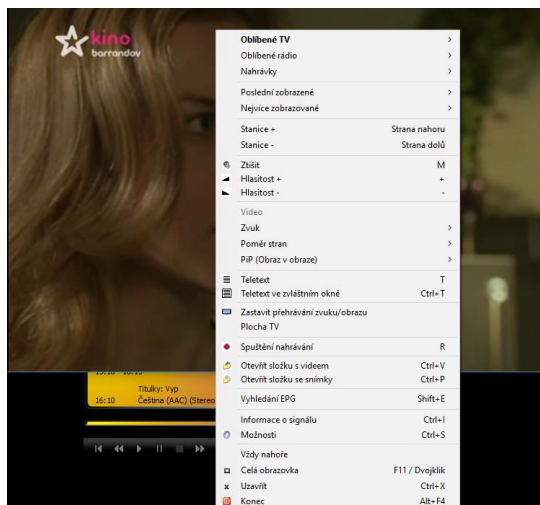 kino
barrandov
Oblíbené TV
Oblíbené rádio
Nahrávky
Poslední zobrazené
Nejvíce zobrazované
Stanice + Strana nahoru
Stanice - Strana dolů
Ztišit M
Hlasitost + +
Hlasitost - -
Video
Zvuk
Poměr stran
PiP (Obraz v obraze)
Teletext T
Teletext ve zvláštním okně Ctrl+T
Zastavit přehrávání zvuku/obrazu
Plocha TV
Spuštění nahrávání R
Otevřít složku s videem Ctrl+V
Otevřít složku se snímky Ctrl+P
Vyhledání EPG Shift+E
Informace o signálu Ctrl+I
Možnosti Ctrl+S
Vždy nahoře
Celá obrazovka F11 / Dvojklik
Uzavřít Ctrl+X
Konec Alt+F4
Titulky: Vyp
16:10 Čeština (AAC) (Stereo